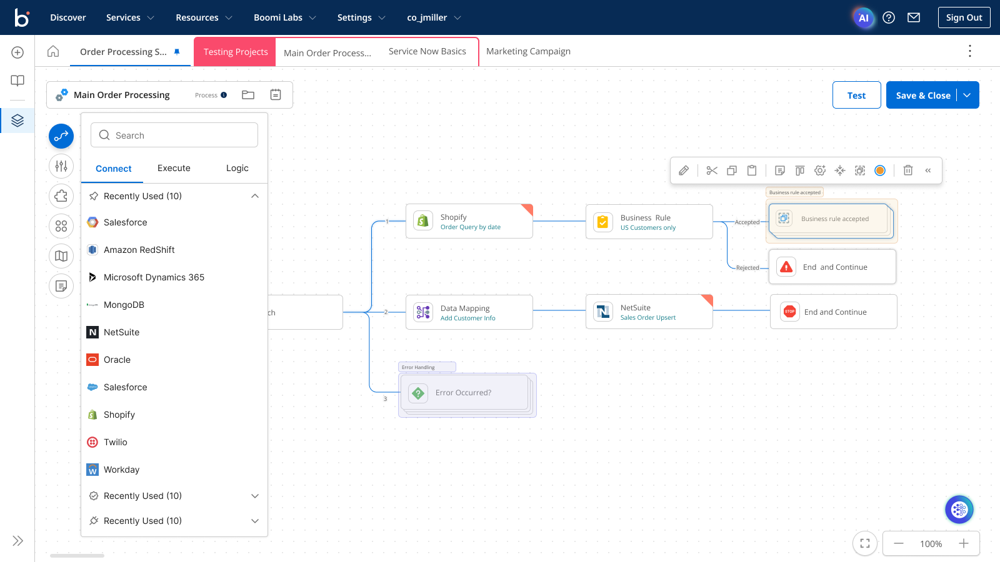 b
Discover
Services
Resources
Boomi Labs
Settings
co_jmiller
AI
Sign Out
Order Processing S...
Testing Projects
Main Order Process...
Service Now Basics
Marketing Campaign
Main Order Processing
Process
Test
Save & Close
Search
Connect
Execute
Logic
Recently Used (10)
Salesforce
Amazon RedShift
Microsoft Dynamics 365
MongoDB
NetSuite
Oracle
Salesforce
Shopify
Twilio
Workday
Recently Used (10)
Recently Used (10)
ch
1
2
3
Shopify
Order Query by date
Business Rule
US Customers only
Accepted
Rejected
Business rule accepted
Business rule accepted
End and Continue
Data Mapping
Add Customer Info
NetSuite
Sales Order Upsert
STOP
End and Continue
Error Handling
Error Occurred?
100%